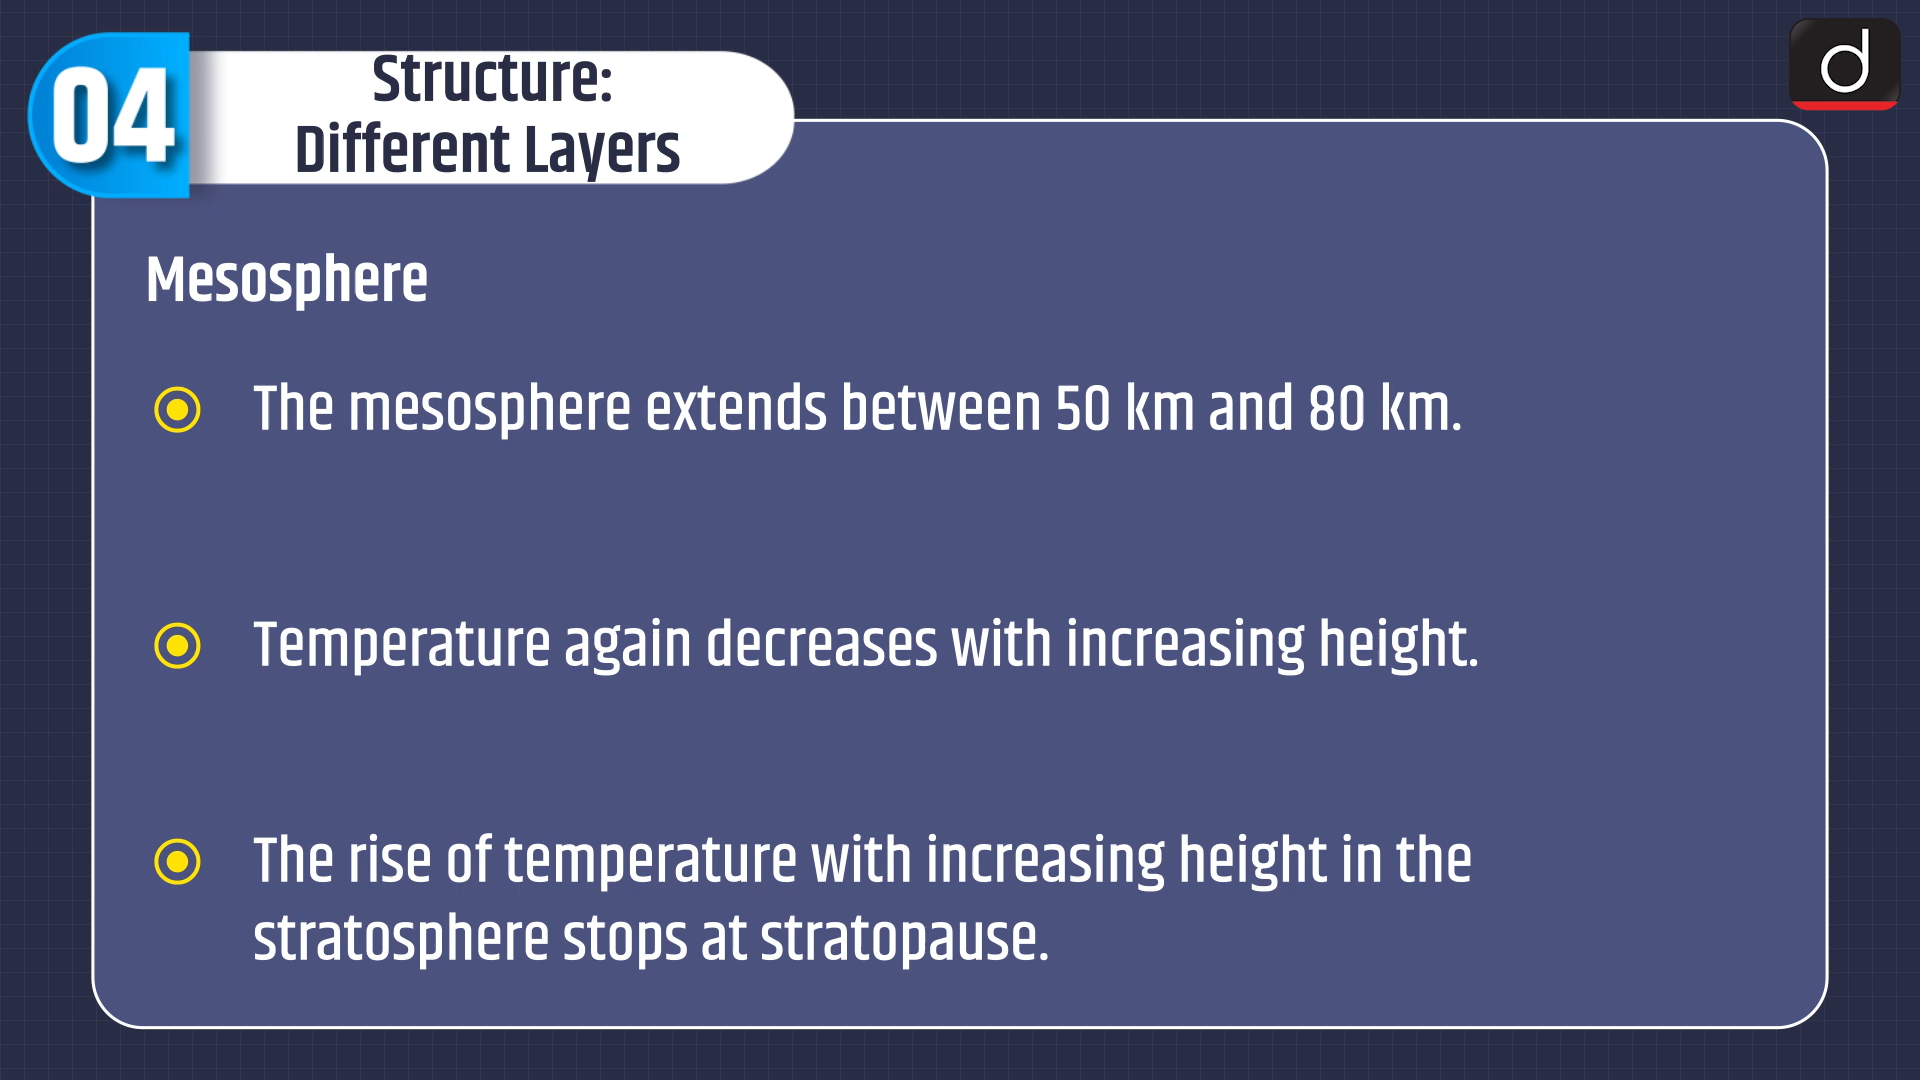 04
Structure:
Different Layers
d
Mesosphere
The mesosphere extends between 50 km and 80 km.
Temperature again decreases with increasing height.
The rise of temperature with increasing height in the
stratosphere stops at stratopause.